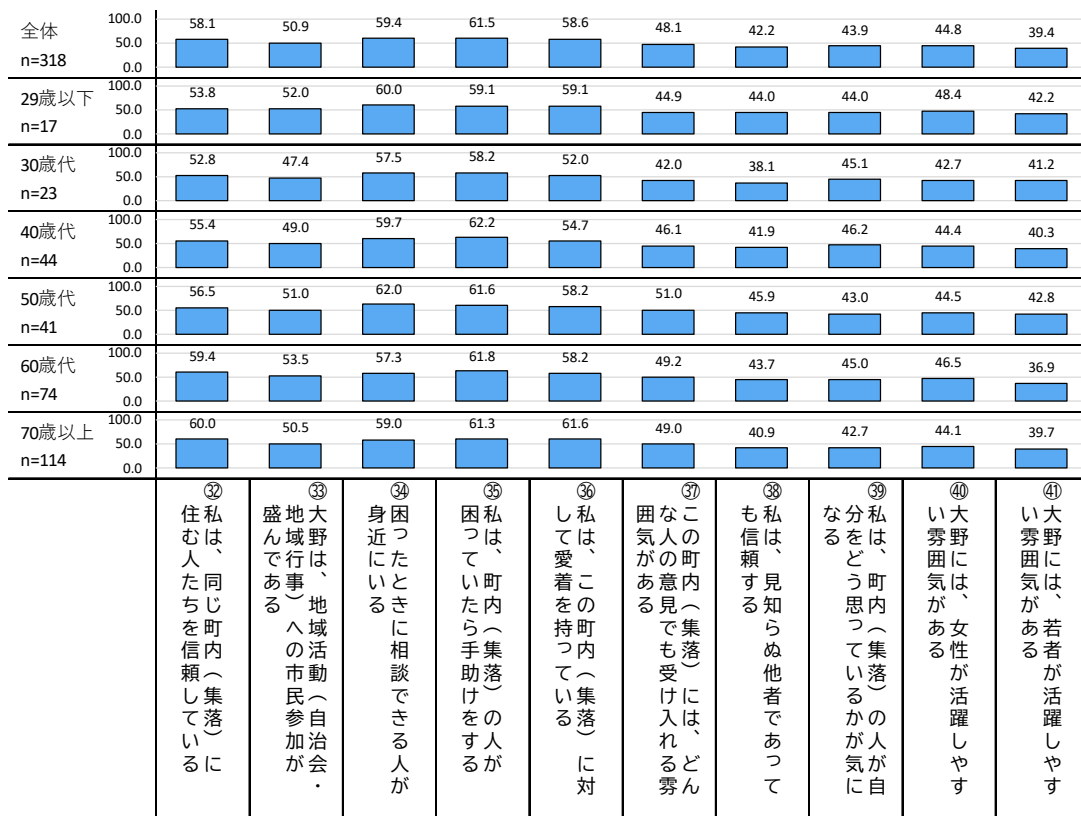 全体
n=318
100.0
50.0
0.0
58.1 50.9 59.4 61.5 58.6 48.1 42.2 43.9 44.8 39.4
29歳以下
n=17
100.0
50.0
0.0
53.8 52.0 60.0 59.1 59.1 44.9 44.0 44.0 48.4 42.2
30歳代
n=23
100.0
50.0
0.0
52.8 47.4 57.5 58.2 52.0 42.0 38.1 45.1 42.7 41.2
40歳代
n=44
100.0
50.0
0.0
55.4 49.0 59.7 62.2 54.7 46.1 41.9 46.2 44.4 40.3
50歳代
n=41
100.0
50.0
0.0
56.5 51.0 62.0 61.6 58.2 51.0 45.9 43.0 44.5 42.8
60歳代
n=74
100.0
50.0
0.0
59.4 53.5 57.3 61.8 58.2 49.2 43.7 45.0 46.5 36.9
70歳以上
n=114
100.0
50.0
0.0
60.0 50.5 59.0 61.3 61.6 49.0 40.9 42.7 44.1 39.7
㉜
私は、同じ町内（集落）に
住む人たちを信頼している
㉝
大野は、地域活動（自治会・
地域行事）への市民参加が
盛んである
㉞
困ったときに相談できる人が
身近にいる
㉟
私は、町内（集落）の人が
困っていたら手助けをする
㊱
私は、この町内（集落）に対
して愛着を持っている
㊲
この町内（集落）には、どん
な人の意見でも受け入れる雰
囲気がある
㊳
私は、見知らぬ他者であって
も信頼する
㊴
私は、町内（集落）の人が自
分をどう思っているかが気に
なる
㊵
大野には、女性が活躍しやす
い雰囲気がある
㊶
大野には、若者が活躍しやす
い雰囲気がある